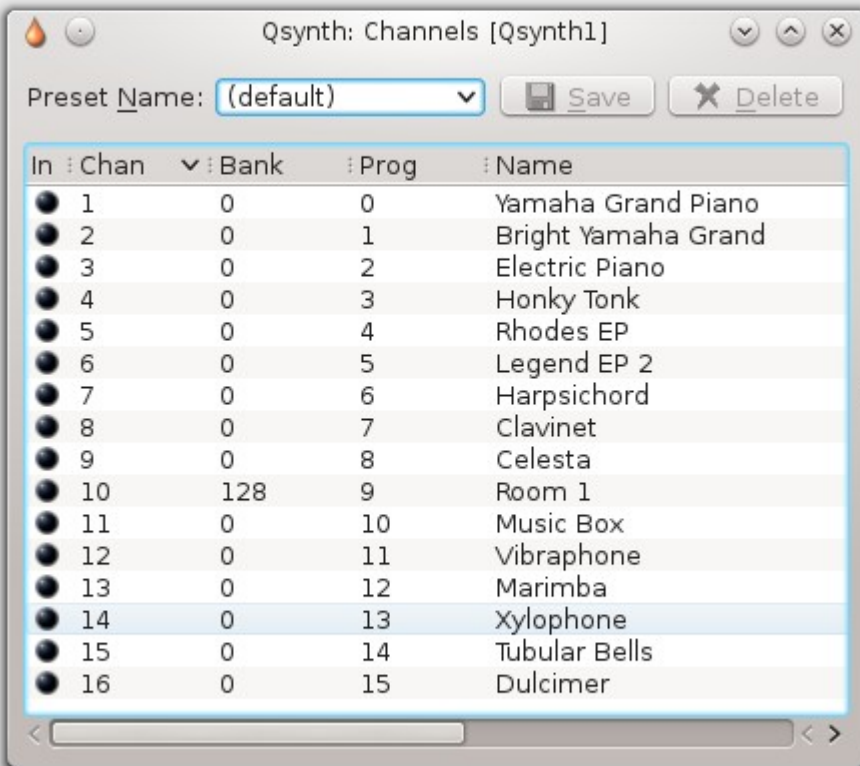 Qsynth: Channels [Qsynth1]
Preset Name: (default) Save Delete
In Chan Bank Prog Name
1 0 0 Yamaha Grand Piano
2 0 1 Bright Yamaha Grand
3 0 2 Electric Piano
4 0 3 Honky Tonk
5 0 4 Rhodes EP
6 0 5 Legend EP 2
7 0 6 Harpsichord
8 0 7 Clavinet
9 0 8 Celesta
10 128 9 Room 1
11 0 10 Music Box
12 0 11 Vibraphone
13 0 12 Marimba
14 0 13 Xylophone
15 0 14 Tubular Bells
16 0 15 Dulcimer